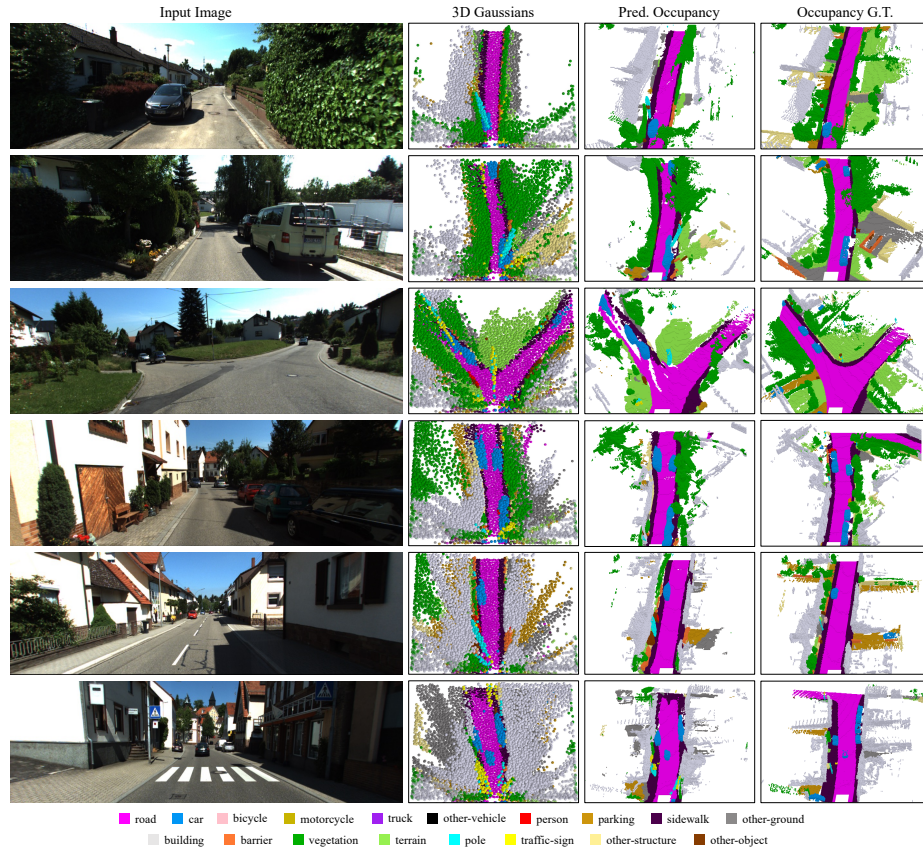 Input Image 3D Gaussians Pred. Occupancy Occupancy G.T.
road car bicycle motorcycle truck other-vehicle person parking sidewalk other-ground
building barrier vegetation terrain pole traffic-sign other-structure other-object